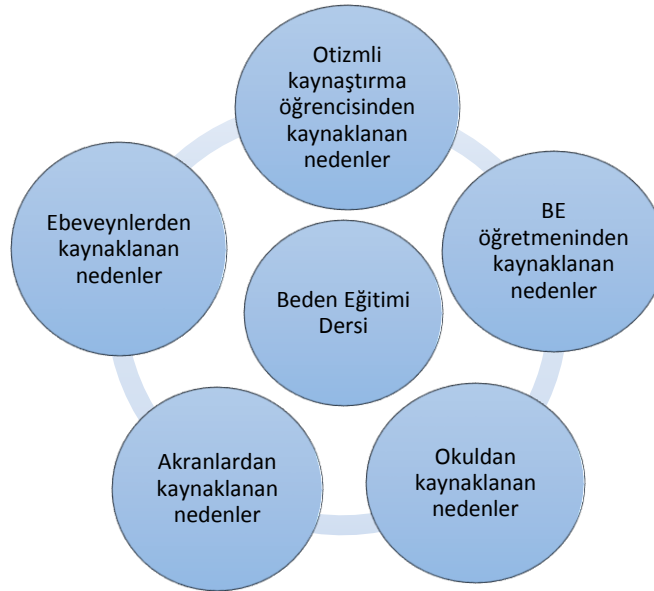 Otizmli
kaynaştırma
öğrencisinden
kaynaklanan
nedenler
BE
öğretmeninden
kaynaklanan
nedenler
Okuldan
kaynaklanan
nedenler
Akranlardan
kaynaklanan
nedenler
Ebeveynlerden
kaynaklanan
nedenler
Beden Eğitimi
Dersi